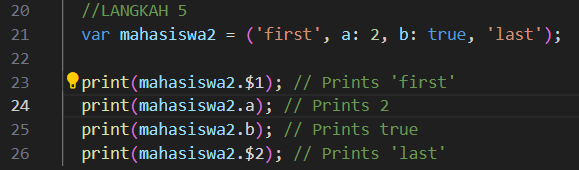 20 //LANGKAH 5
21 var mahasiswa2 = ('first', a: 2, b: true, 'last');
22
23 print(mahasiswa2.$1); // Prints 'first'
24 print(mahasiswa2.a); // Prints 2
25 print(mahasiswa2.b); // Prints true
26 print(mahasiswa2.$2); // Prints 'last'